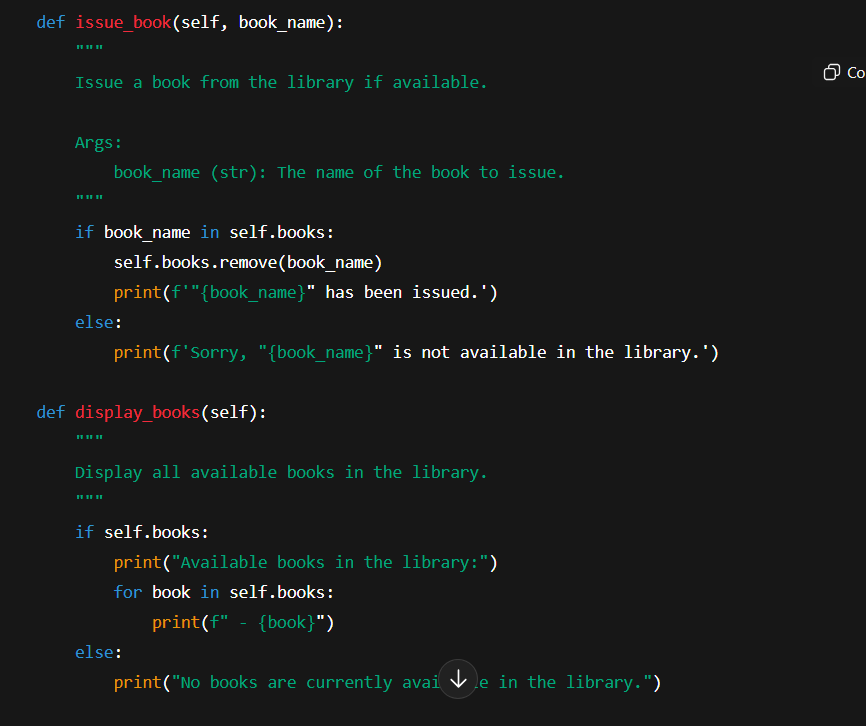 def issue_book(self, book_name):
    """
    Issue a book from the library if available.
Co
    Args:
        book_name (str): The name of the book to issue.
    """
    if book_name in self.books:
        self.books.remove(book_name)
        print(f'"{book_name}" has been issued.')
    else:
        print(f'Sorry, "{book_name}" is not available in the library.')
def display_books(self):
    """
    Display all available books in the library.
    """
    if self.books:
        print("Available books in the library:")
        for book in self.books:
            print(f" - {book}")
    else:
        print("No books are currently in the library.")